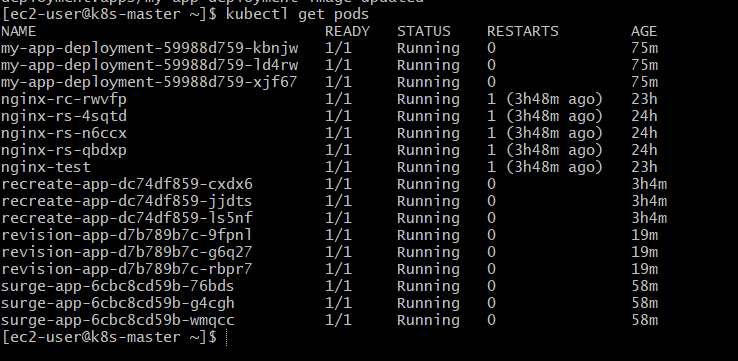 deployment.apps/my-app-deployment image updated
[ec2-user@k8s-master ~]$ kubectl get pods
NAME READY STATUS RESTARTS AGE
my-app-deployment-59988d759-kbnjw 1/1 Running 0 75m
my-app-deployment-59988d759-ld4rw 1/1 Running 0 75m
my-app-deployment-59988d759-xjf67 1/1 Running 0 75m
nginx-rc-rwvfp 1/1 Running 1 (3h48m ago) 23h
nginx-rs-4sqtd 1/1 Running 1 (3h48m ago) 24h
nginx-rs-n6ccx 1/1 Running 1 (3h48m ago) 24h
nginx-rs-qbdxp 1/1 Running 1 (3h48m ago) 24h
nginx-test 1/1 Running 1 (3h48m ago) 23h
recreate-app-dc74df859-cxdx6 1/1 Running 0 3h4m
recreate-app-dc74df859-jjdts 1/1 Running 0 3h4m
recreate-app-dc74df859-ls5nf 1/1 Running 0 3h4m
revision-app-d7b789b7c-9fpnl 1/1 Running 0 19m
revision-app-d7b789b7c-g6q27 1/1 Running 0 19m
revision-app-d7b789b7c-rbpr7 1/1 Running 0 19m
surge-app-6cbc8cd59b-76bds 1/1 Running 0 58m
surge-app-6cbc8cd59b-g4cgh 1/1 Running 0 58m
surge-app-6cbc8cd59b-wmqcc 1/1 Running 0 58m
[ec2-user@k8s-master ~]$